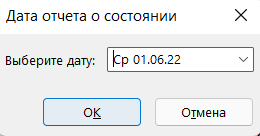 Дата отчета о состоянии
Выберите дату: Ср 01.06.22
ОК Отмена